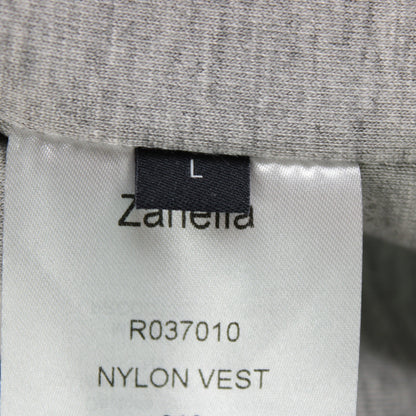 L
Zanella
R037010
NYLON VEST